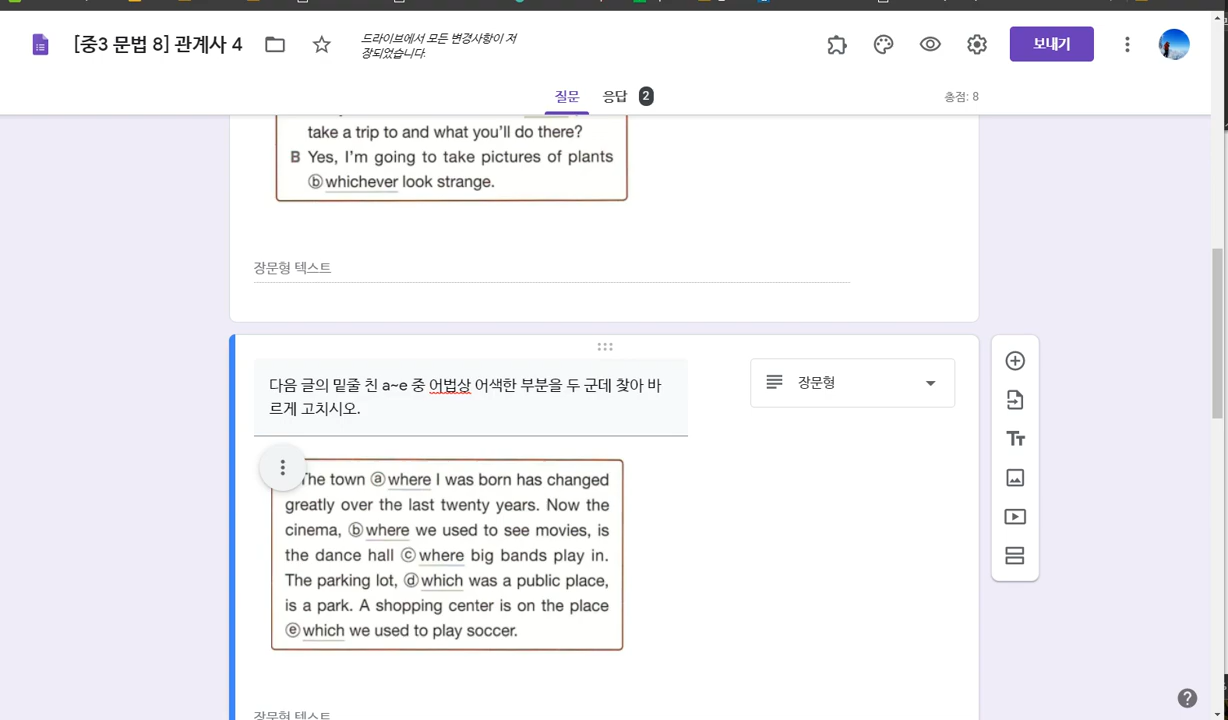 [중3 문법 8] 관계사 4
드라이브에서 모든 변경사항이 저
장되었습니다.
보내기
질문
응답 2
총점: 8
take a trip to and what you'll do there?
B Yes, I'm going to take pictures of plants
ⓑ whichever look strange.
장문형 텍스트
다음 글의 밑줄 친 a~e 중 어법상 어색한 부분을 두 군데 찾아 바
르게 고치시오.
장문형
The town ⓐ where I was born has changed
greatly over the last twenty years. Now the
cinema, ⓑ where we used to see movies, is
the dance hall ⓒ where big bands play in.
The parking lot, ⓓ which was a public place,
is a park. A shopping center is on the place
ⓔ which we used to play soccer.
장문형 텍스트